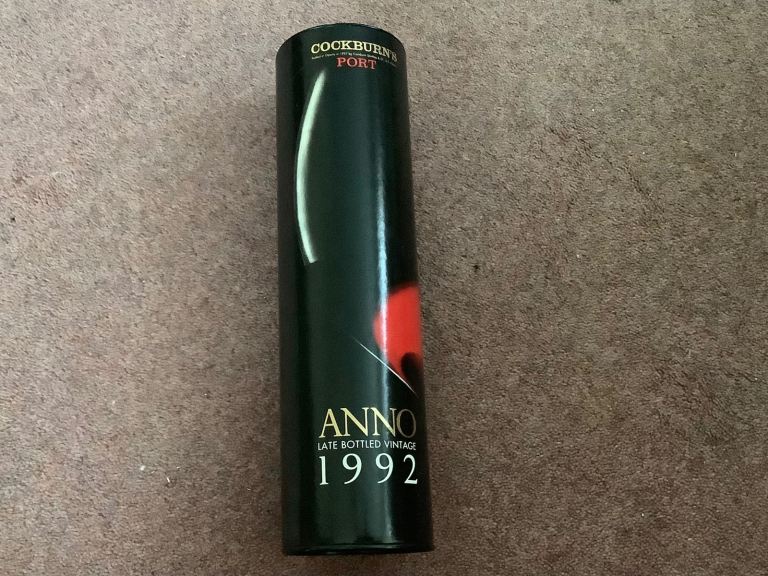 COCKBURN'S
PORT
ANNO
LATE BOTTLED VINTAGE
1992